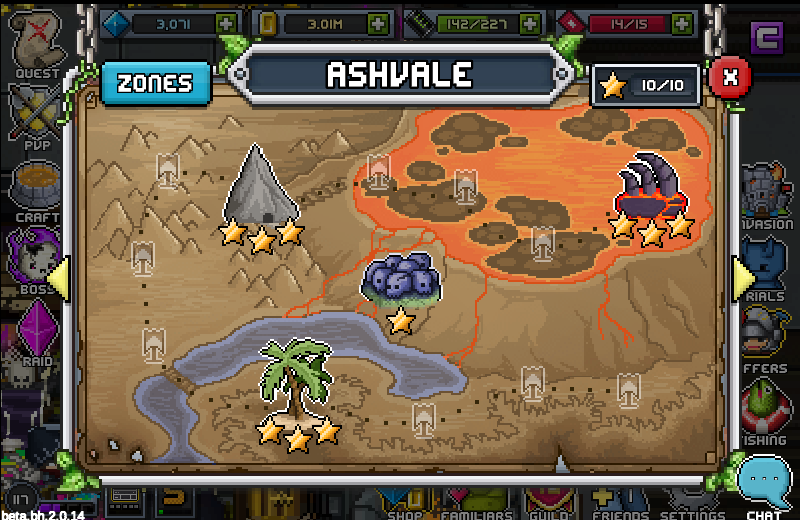 3,071
3.01M
142/227
14/15
QUEST
ZONES
ASHVALE
10/10
X
PVP
CRAFT
NVASION
BOSS
RIALS
RAID
FFERS
ISHING
117
beta.bh.2.0.14
SHOP
FAMILIARS
GUILD
FRIENDS
SETTINGS
CHAT